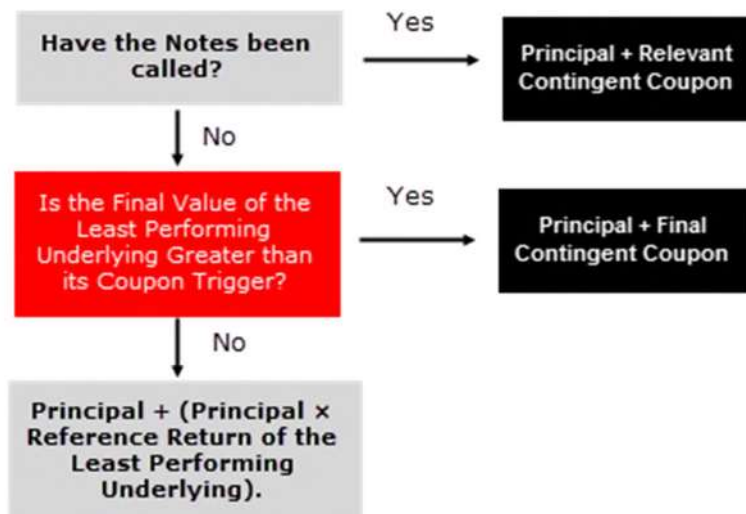 Have the Notes been
called?
Yes
Principal + Relevant
Contingent Coupon
No
Is the Final Value of the
Least Performing
Underlying Greater than
its Coupon Trigger?
Yes
Principal + Final
Contingent Coupon
No
Principal + (Principal ×
Reference Return of the
Least Performing
Underlying).